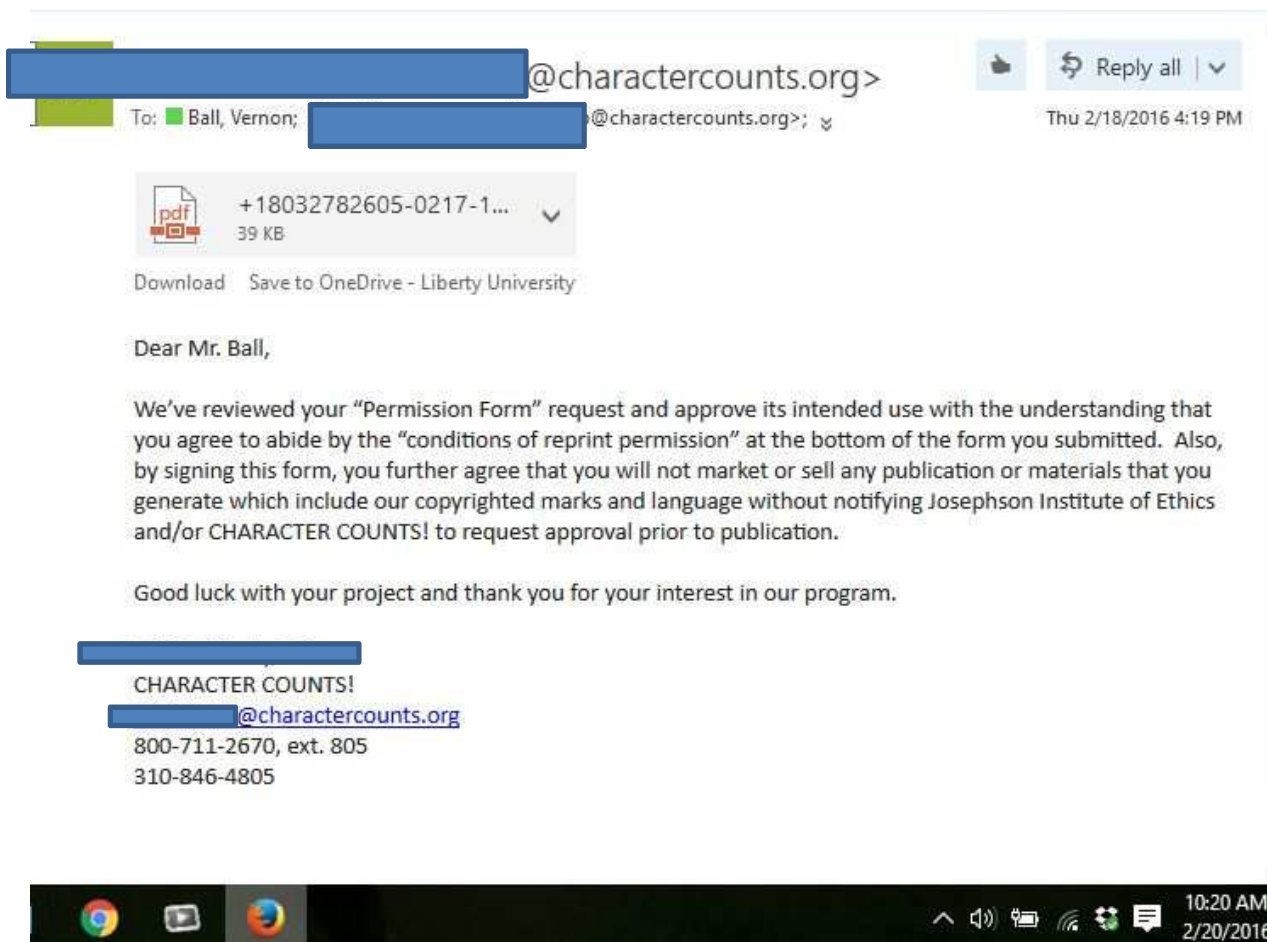 @charactercounts.org>
Reply all
To: Ball, Vernon; @charactercounts.org>;
Thu 2/18/2016 4:19 PM
pdf
+18032782605-0217-1...
39 KB
Download Save to OneDrive - Liberty University
Dear Mr. Ball,
We've reviewed your “Permission Form” request and approve its intended use with the understanding that
you agree to abide by the “conditions of reprint permission” at the bottom of the form you submitted. Also,
by signing this form, you further agree that you will not market or sell any publication or materials that you
generate which include our copyrighted marks and language without notifying Josephson Institute of Ethics
and/or CHARACTER COUNTS! to request approval prior to publication.
Good luck with your project and thank you for your interest in our program.
CHARACTER COUNTS!
@charactercounts.org
800-711-2670, ext. 805
310-846-4805
10:20 AM
2/20/2016